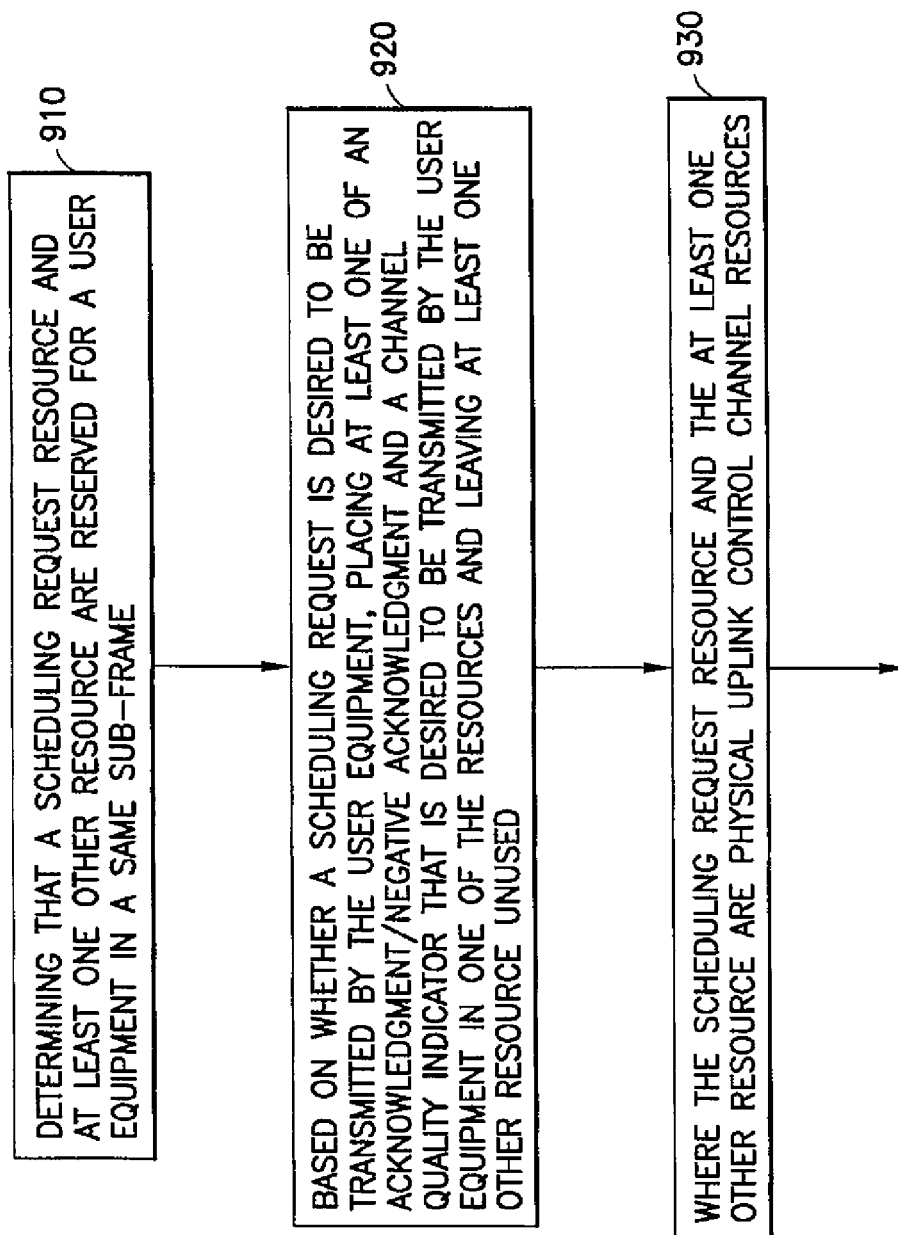 910
DETERMINING THAT A SCHEDULING REQUEST RESOURCE AND
AT LEAST ONE OTHER RESOURCE ARE RESERVED FOR A USER
EQUIPMENT IN A SAME SUB-FRAME
920
BASED ON WHETHER A SCHEDULING REQUEST IS DESIRED TO BE
TRANSMITTED BY THE USER EQUIPMENT, PLACING AT LEAST ONE OF AN
ACKNOWLEDGMENT/NEGATIVE ACKNOWLEDGMENT AND A CHANNEL
QUALITY INDICATOR THAT IS DESIRED TO BE TRANSMITTED BY THE USER
EQUIPMENT IN ONE OF THE RESOURCES AND LEAVING AT LEAST ONE
OTHER RESOURCE UNUSED
930
WHERE THE SCHEDULING REQUEST RESOURCE AND THE AT LEAST ONE
OTHER RESOURCE ARE PHYSICAL UPLINK CONTROL CHANNEL RESOURCES